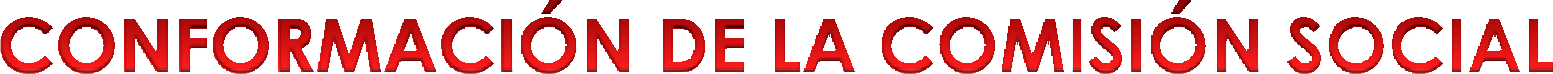 CONFORMACIÓN DE LA COMISIÓN SOCIAL